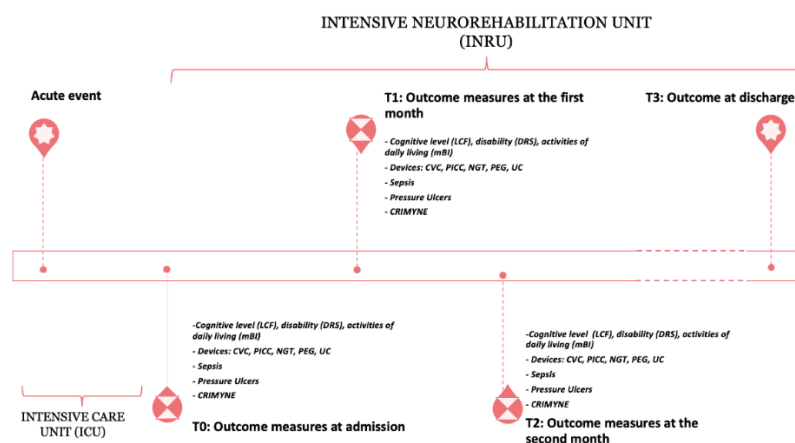 INTENSIVE NEUROREHABILITATION UNIT
(INRU)
Acute event
T1: Outcome measures at the first
month
- Cognitive level (LCF), disability (DRS), activities of
daily living (mBI)
- Devices: CVC, PICC, NGT, PEG, UC
- Sepsis
- Pressure Ulcers
- CRIMYNE
T3: Outcome at discharge
-Cognitive level (LCF), disability (DRS), activities of
daily living (mBI)
- Devices: CVC, PICC, NGT, PEG, UC
- Sepsis
- Pressure Ulcers
- CRIMYNE
T0: Outcome measures at admission
INTENSIVE CARE
UNIT (ICU)
-Cognitive level (LCF), disability (DRS), activities of
daily living (mBI)
- Devices: CVC, PICC, NGT, PEG, UC
- Sepsis
- Pressure Ulcers
- CRIMYNE
T2: Outcome measures at the
second month